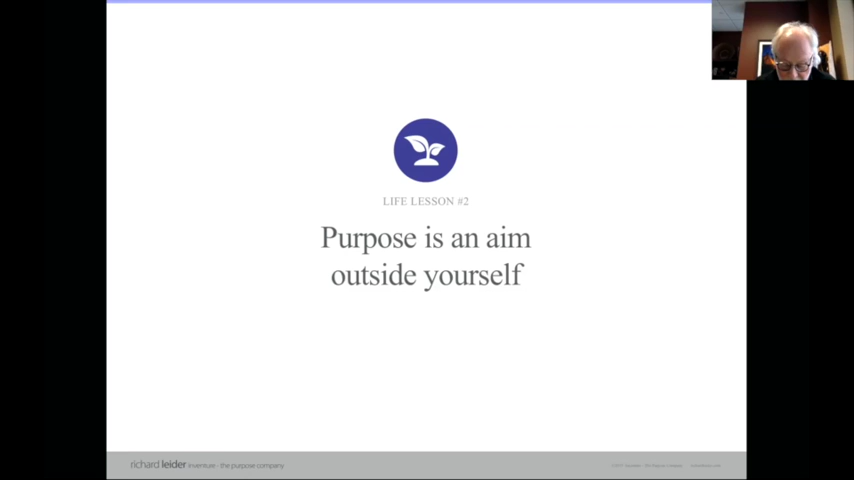 LIFE LESSON #2
Purpose is an aim
outside yourself
richard leider inventure - the purpose company